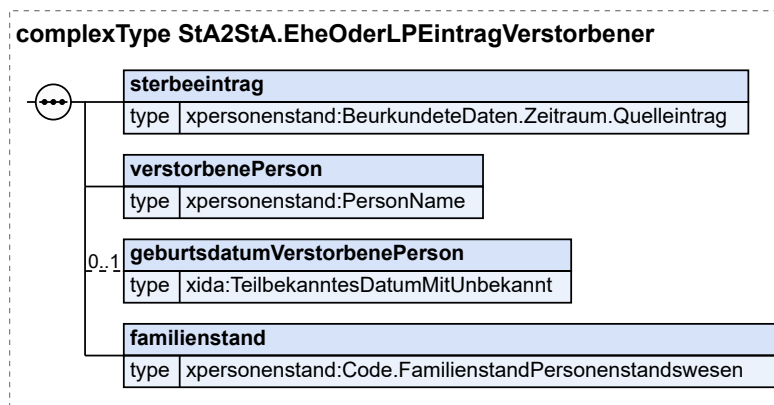 complexType StA2StA.EheOderLPEintragVerstorbener
sterbeeintrag
type xpersonenstand:BeurkundeteDaten.Zeitraum.Quelleintrag
verstorbenePerson
type xpersonenstand:PersonName
0..1
geburtsdatumVerstorbenePerson
type xida:TeilbekanntesDatumMitUnbekannt
familienstand
type xpersonenstand:Code.FamilienstandPersonenstandswesen